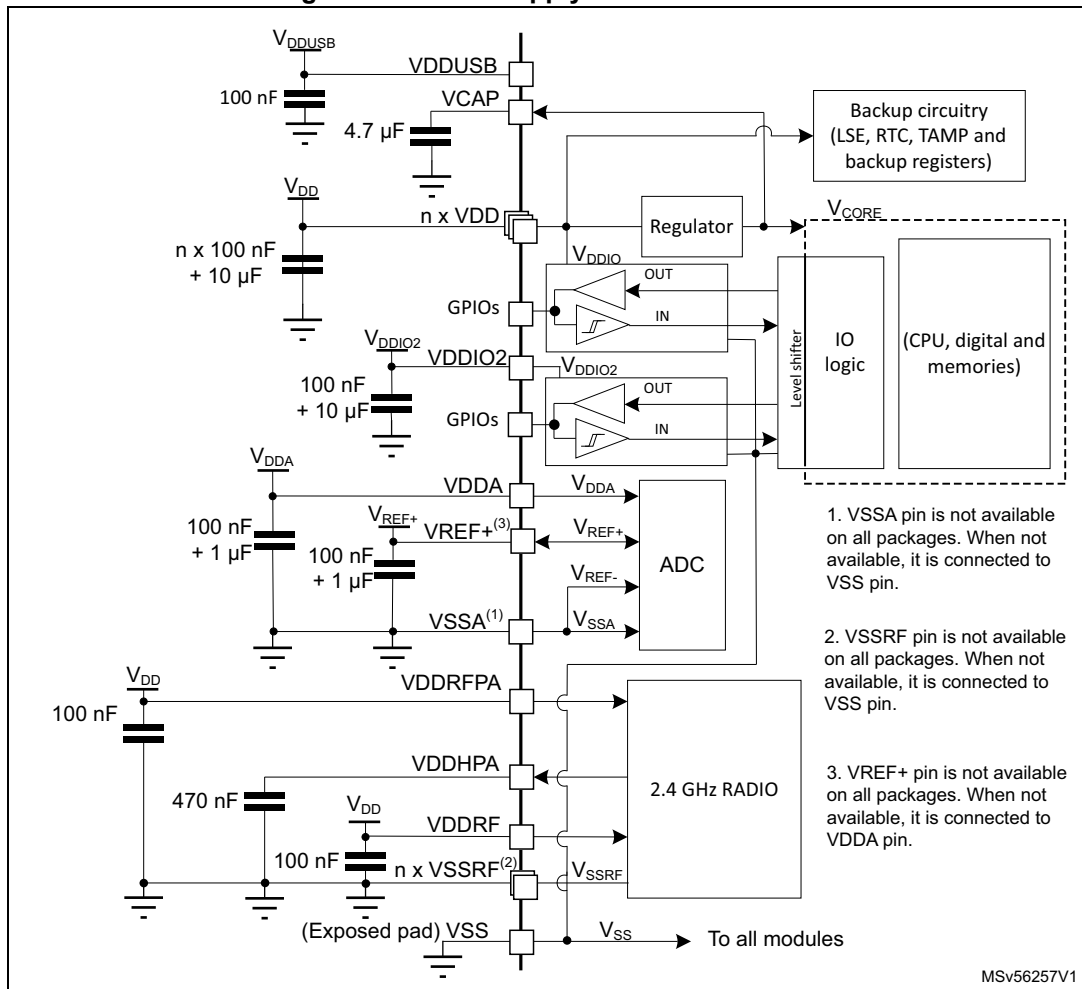 V_DDUSB
VDDUSB
100 nF
VCAP
4.7 µF
Backup circuitry
(LSE, RTC, TAMP and
backup registers)
V_DD
n x VDD
Regulator
V_CORE
n x 100 nF
+ 10 µF
V_DDIO
OUT
IN
GPIOs
Level shifter
IO
logic
(CPU, digital and
memories)
V_DDIO2
VDDIO2
V_DDIO2
100 nF
+ 10 µF
OUT
IN
GPIOs
V_DDA
VDDA
V_DDA
100 nF
+ 1 µF
V_REF+
VREF+(3)
V_REF+
100 nF
+ 1 µF
V_REF-
ADC
VSSA(1)
V_SSA
1. VSSA pin is not available
on all packages. When not
available, it is connected to
VSS pin.
2. VSSRF pin is not available
on all packages. When not
available, it is connected to
VSS pin.
3. VREF+ pin is not available
on all packages. When not
available, it is connected to
VDDA pin.
V_DD
VDDRFPA
100 nF
VDDHPA
470 nF
2.4 GHz RADIO
V_DD
VDDRF
100 nF
n x VSSRF(2)
V_SSRF
(Exposed pad) VSS
V_SS
To all modules
MSv56257V1